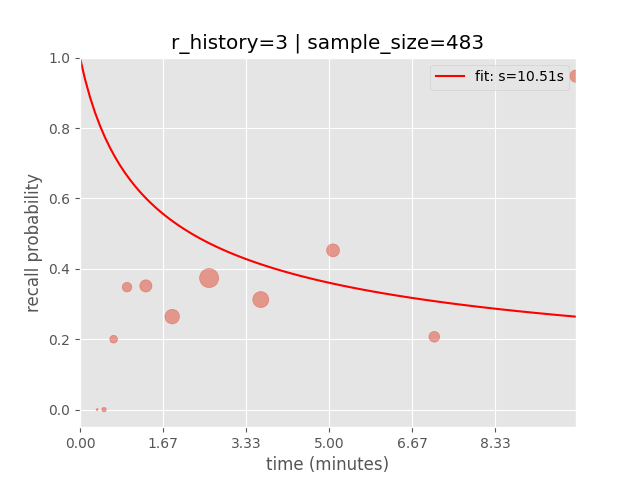 r_history=3 | sample_size=483
fit: s=10.51s
recall probability
1.0
0.8
0.6
0.4
0.2
0.0
0.00 1.67 3.33 5.00 6.67 8.33
time (minutes)